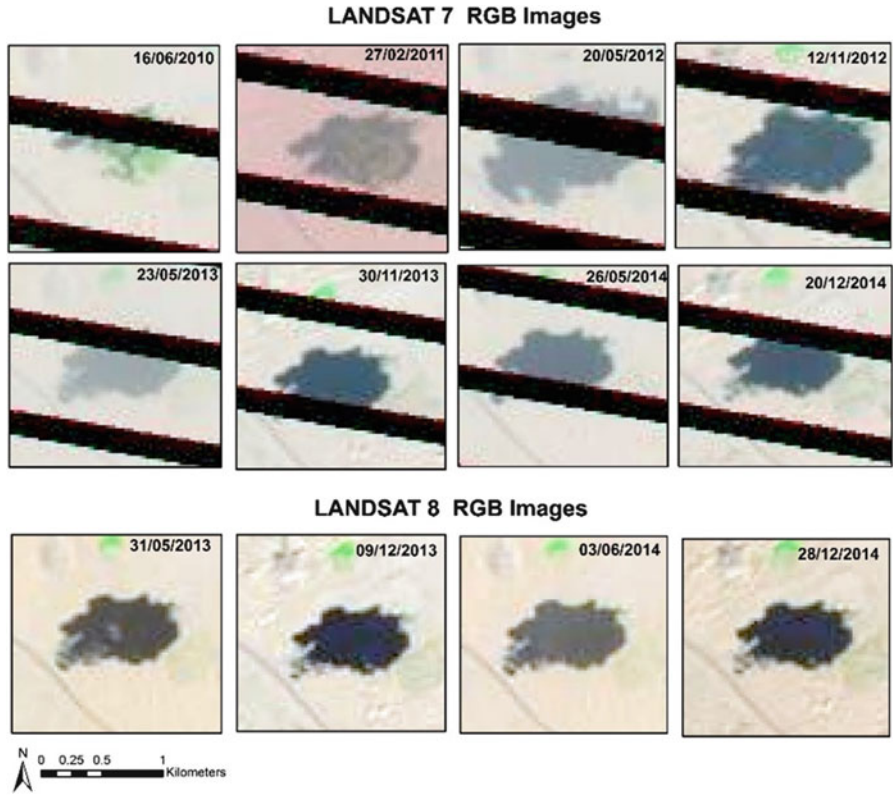 LANDSAT 7 RGB Images
16/06/2010
27/02/2011
20/05/2012
12/11/2012
23/05/2013
30/11/2013
26/05/2014
20/12/2014
LANDSAT 8 RGB Images
31/05/2013
09/12/2013
03/06/2014
28/12/2014
N
0 0.25 0.5 1
Kilometers